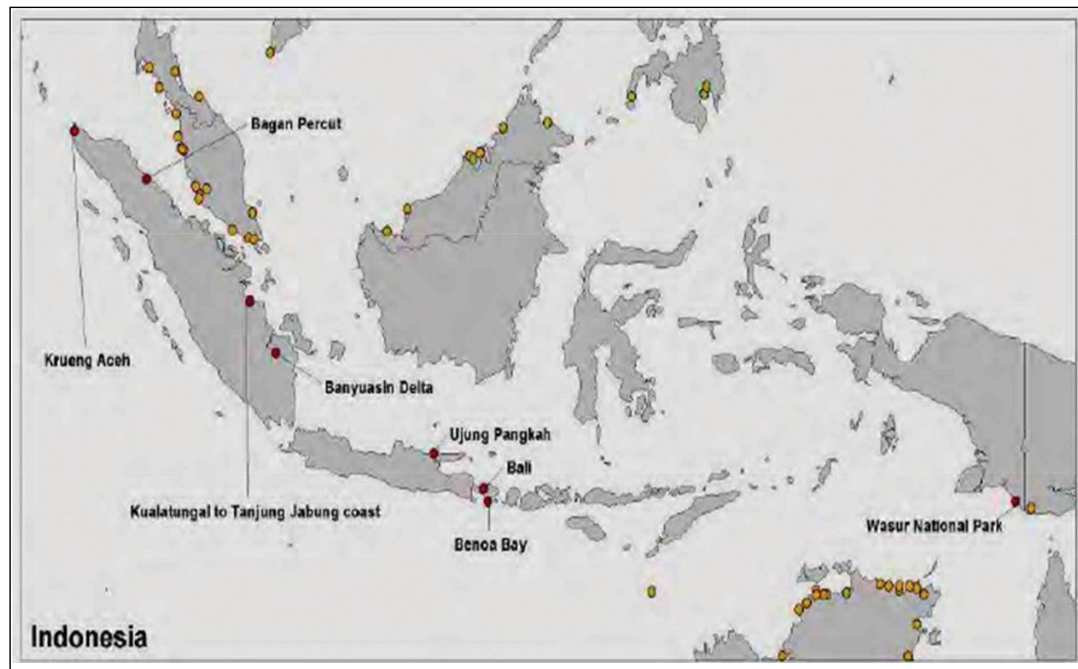 Bagan Percut
Krueng Aceh
Banyuasin Delta
Ujung Pangkah
Bali
Kualatungal to Tanjung Jabung coast
Wasur National Park
Benoa Bay
Indonesia